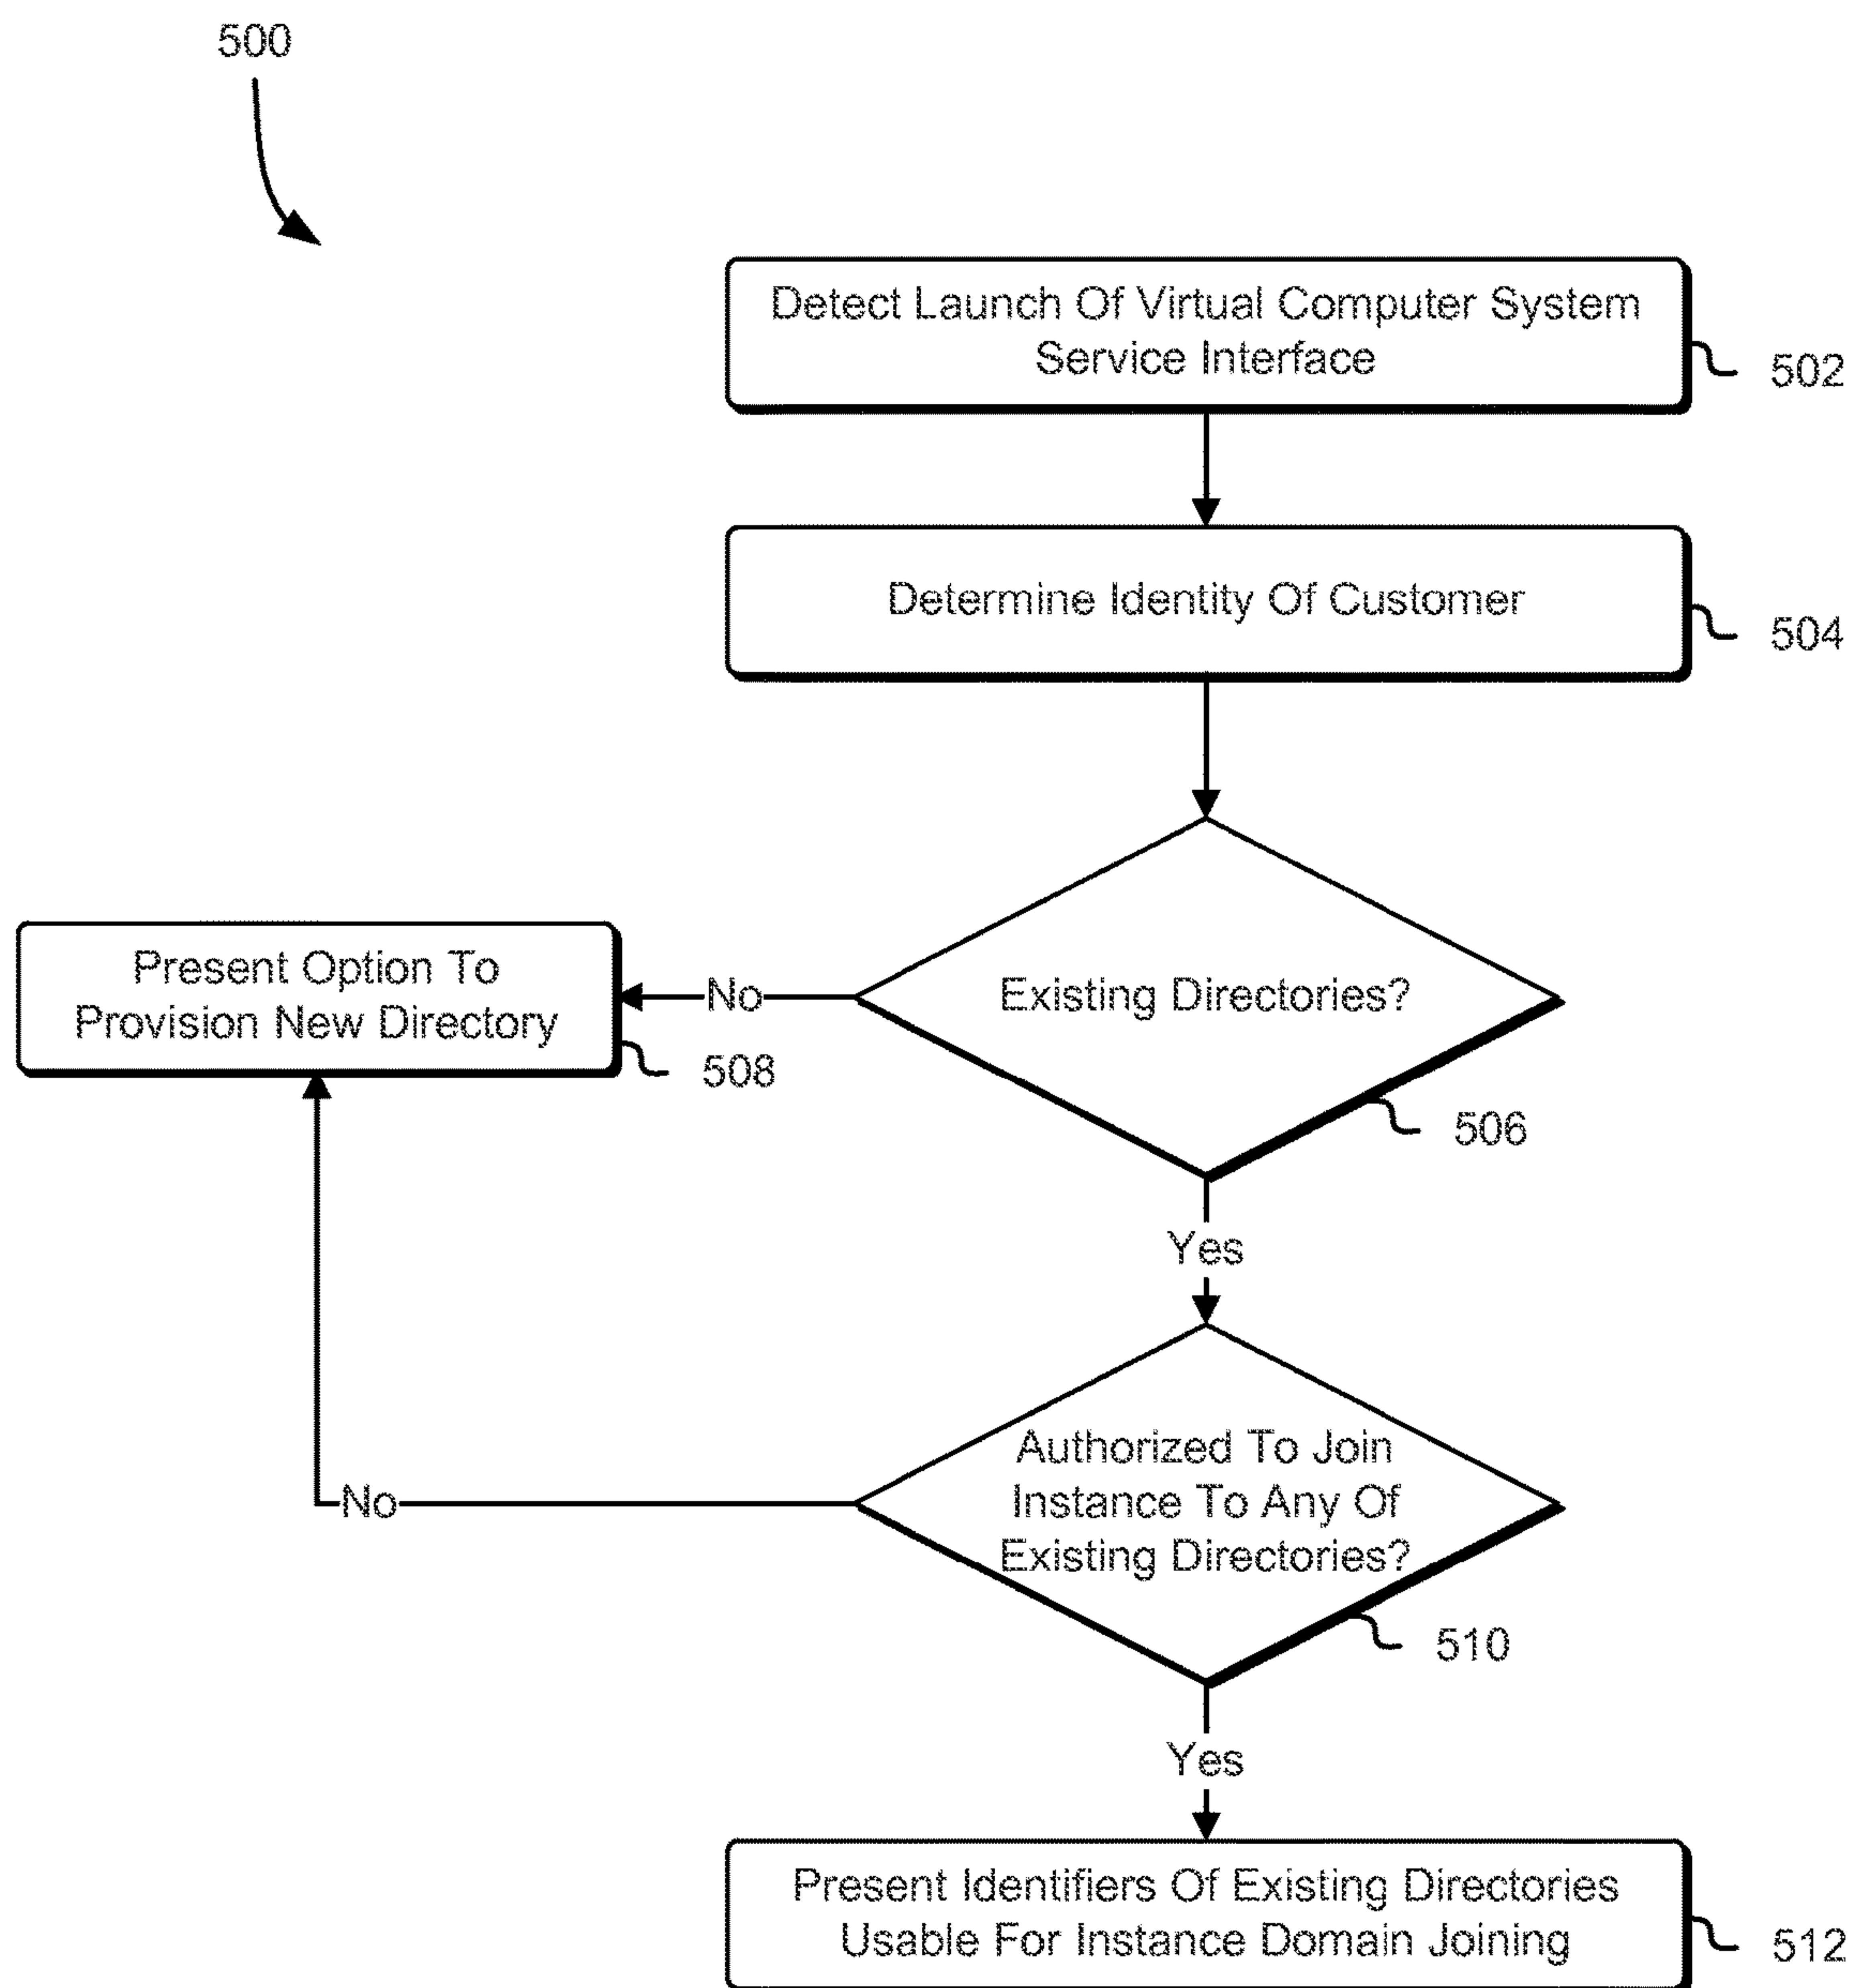 500
Detect Launch Of Virtual Computer System
Service Interface
502
Determine Identity Of Customer
504
Existing Directories?
506
No
Present Option To
Provision New Directory
508
Yes
Authorized To Join
Instance To Any Of
Existing Directories?
510
No
Yes
Present Identifiers Of Existing Directories
Usable For Instance Domain Joining
512